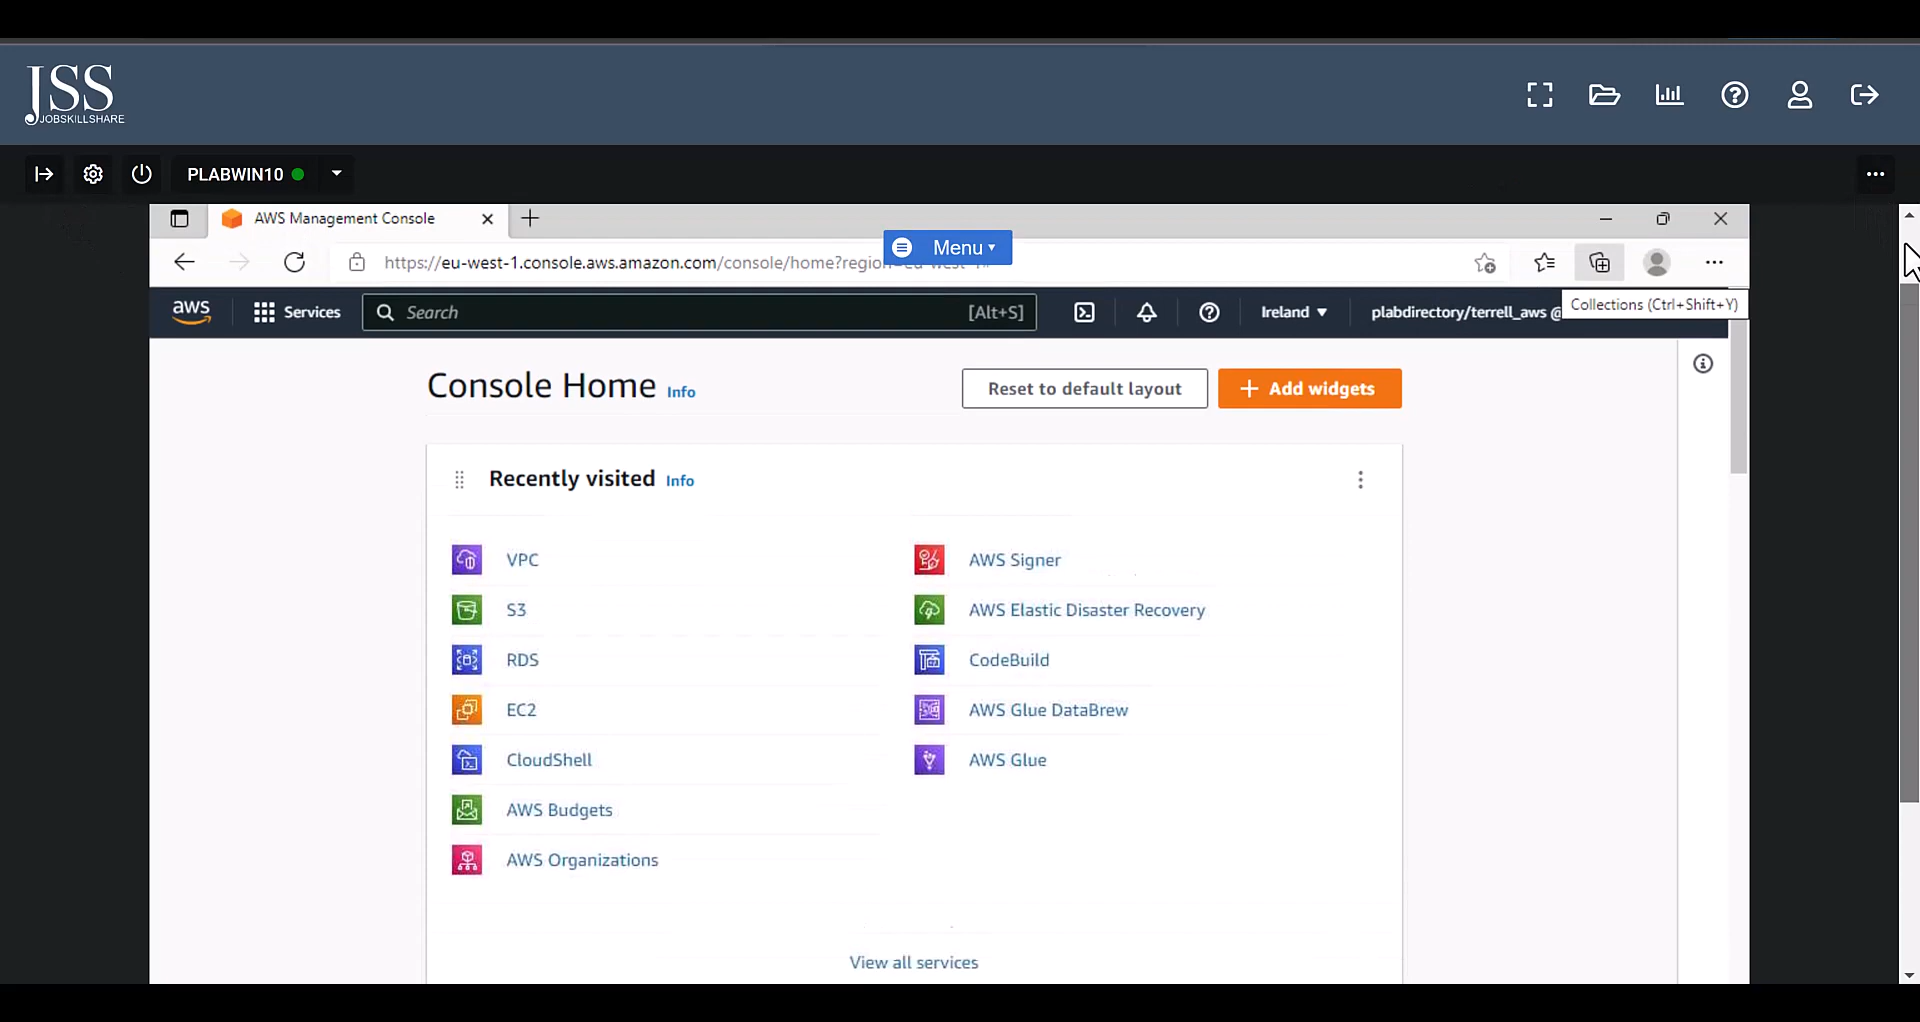 JSS
JOBSKILLSHARE
PLABWIN10
AWS Management Console
Menu
https://eu-west-1.console.aws.amazon.com/console/home?region=eu-west-1#
aws
Services
Search
[Alt+S]
Ireland
plabdirectory/terrell_aws @
Collections (Ctrl+Shift+Y)
Console Home Info
Reset to default layout
Add widgets
Recently visited Info
VPC
AWS Signer
S3
AWS Elastic Disaster Recovery
RDS
CodeBuild
EC2
AWS Glue DataBrew
CloudShell
AWS Glue
AWS Budgets
AWS Organizations
View all services